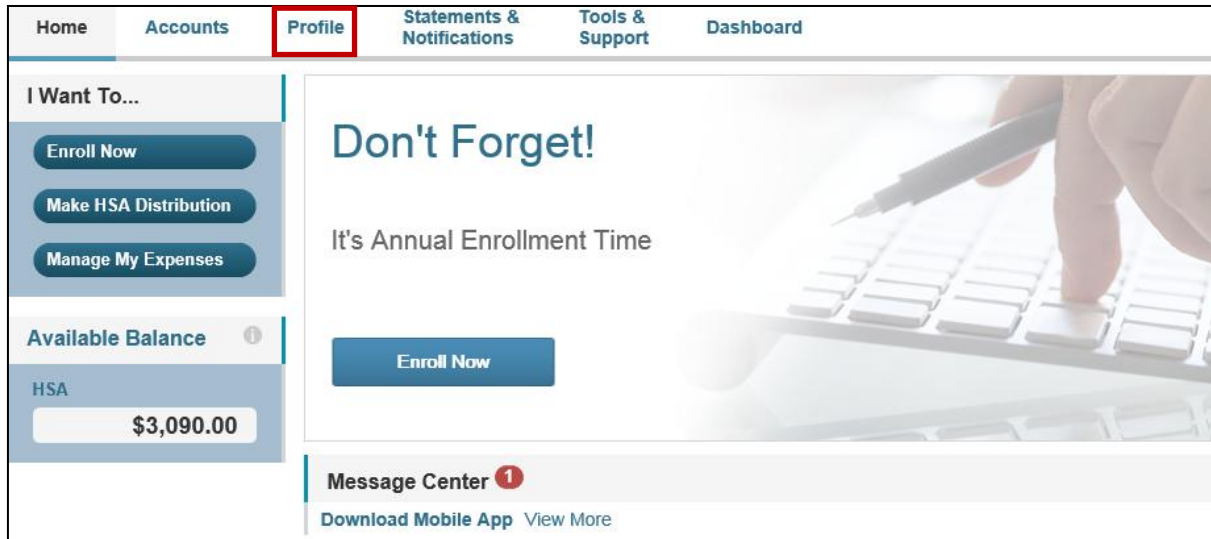 Home Accounts Profile Statements & Notifications Tools & Support Dashboard
I Want To...
Enroll Now
Make HSA Distribution
Manage My Expenses
Available Balance
HSA
$3,090.00
Don't Forget!
It's Annual Enrollment Time
Enroll Now
Message Center 1
Download Mobile App View More